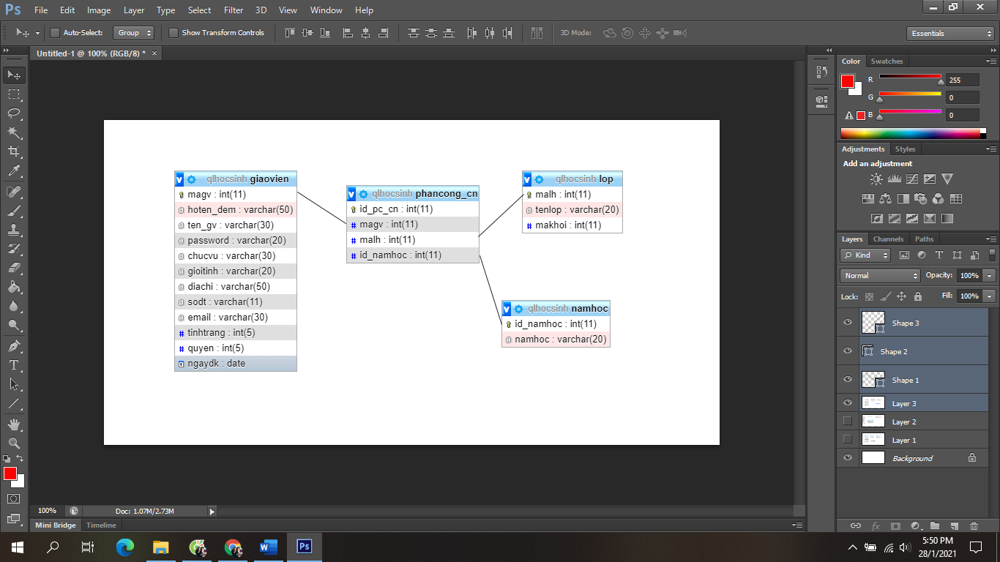 Ps File Edit Image Layer Type Select Filter 3D View Window Help
Auto-Select: Group Show Transform Controls 3D Mode: Essentials
Untitled-1 @ 100% (RGB/8) * ×
Color Swatches
R 255
G 0
B 0
Adjustments Styles
Add an adjustment
Layers Channels Paths
Kind
Normal Opacity: 100%
Lock: Fill: 100%
Shape 3
Shape 2
Shape 1
Layer 3
Layer 2
Layer 1
Background
v qlhocsinh giaovien
magv : int(11)
hoten_dem : varchar(50)
ten_gv : varchar(30)
password : varchar(20)
chucvu : varchar(30)
gioitinh : varchar(20)
diachi : varchar(50)
sodt : varchar(11)
email : varchar(30)
# tinhtrang : int(5)
# quyen : int(5)
ngaydk : date
v qlhocsinh phancong_cn
id_pc_cn : int(11)
# magv : int(11)
# malh : int(11)
# id_namhoc : int(11)
v qlhocsinh lop
malh : int(11)
tenlop : varchar(20)
# makhoi : int(11)
v qlhocsinh namhoc
id_namhoc : int(11)
namhoc : varchar(20)
100% Doc: 1.07M/2.73M
Mini Bridge Timeline
5:50 PM
28/1/2021